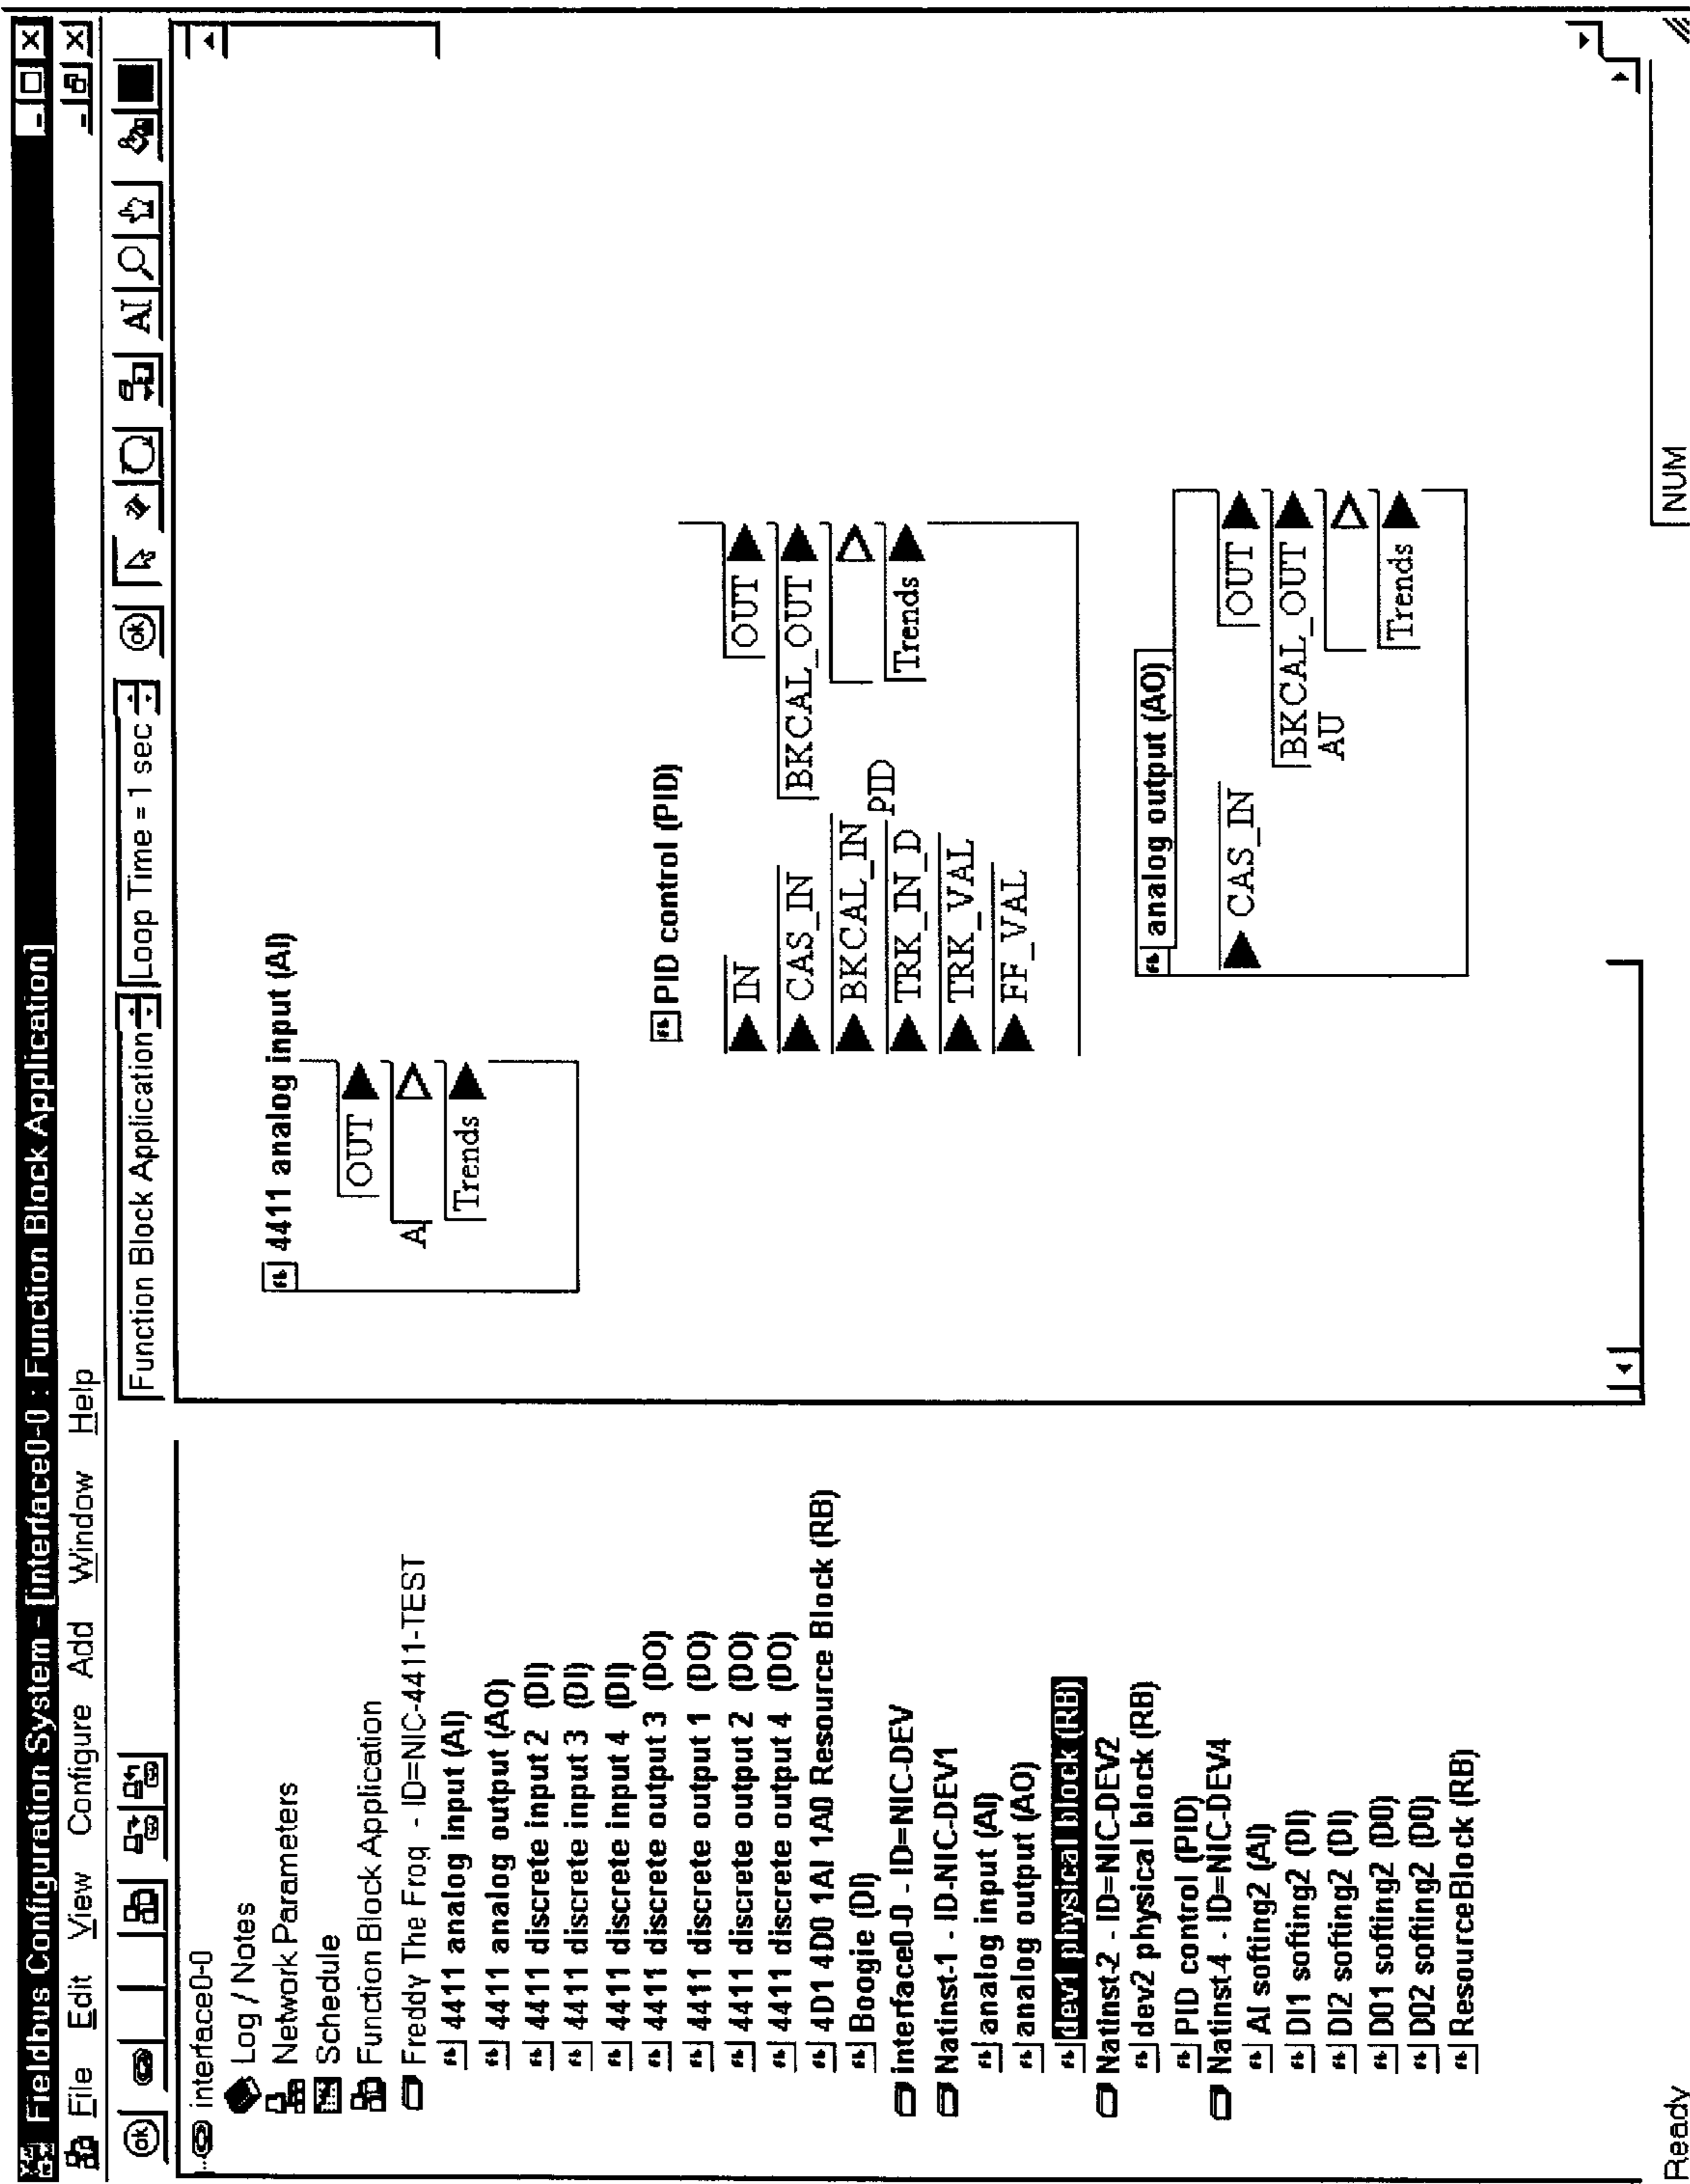 Fieldbus Configuration System - [interface0-0 : Function Block Application]
File Edit View Configure Add Window Help
ok
Function Block Application
Loop Time = 1 sec
ok
AI
interface0-0
Log / Notes
Network Parameters
Schedule
Function Block Application
Freddy The Frog - ID=NIC-4411-TEST
4411 analog input (AI)
4411 analog output (AO)
4411 discrete input 2 (DI)
4411 discrete input 3 (DI)
4411 discrete input 4 (DI)
4411 discrete output 3 (DO)
4411 discrete output 1 (DO)
4411 discrete output 2 (DO)
4411 discrete output 4 (DO)
4D1 4D0 1AI 1A0 Resource Block (RB)
Boogie (DI)
interface0-0 - ID=NIC-DEV
Natinst-1 - ID-NIC-DEV1
analog input (AI)
analog output (AO)
dev1 physical block (RB)
Natinst-2 - ID=NIC-DEV2
dev2 physical block (RB)
PID control (PID)
Natinst-4 - ID=NIC-DEV4
AI softing2 (AI)
DI1 softing2 (DI)
DI2 softing2 (DI)
D01 softing2 (D0)
D02 softing2 (D0)
ResourceBlock (RB)
4411 analog input (AI)
OUT
AI
Trends
PID control (PID)
IN
OUT
CAS_IN
BKCAL_OUT
BKCAL_IN
PID
TRK_IN_D
Trends
TRK_VAL
FF_VAL
analog output (AO)
CAS_IN
OUT
BKCAL_OUT
AU
Trends
Ready
NUM